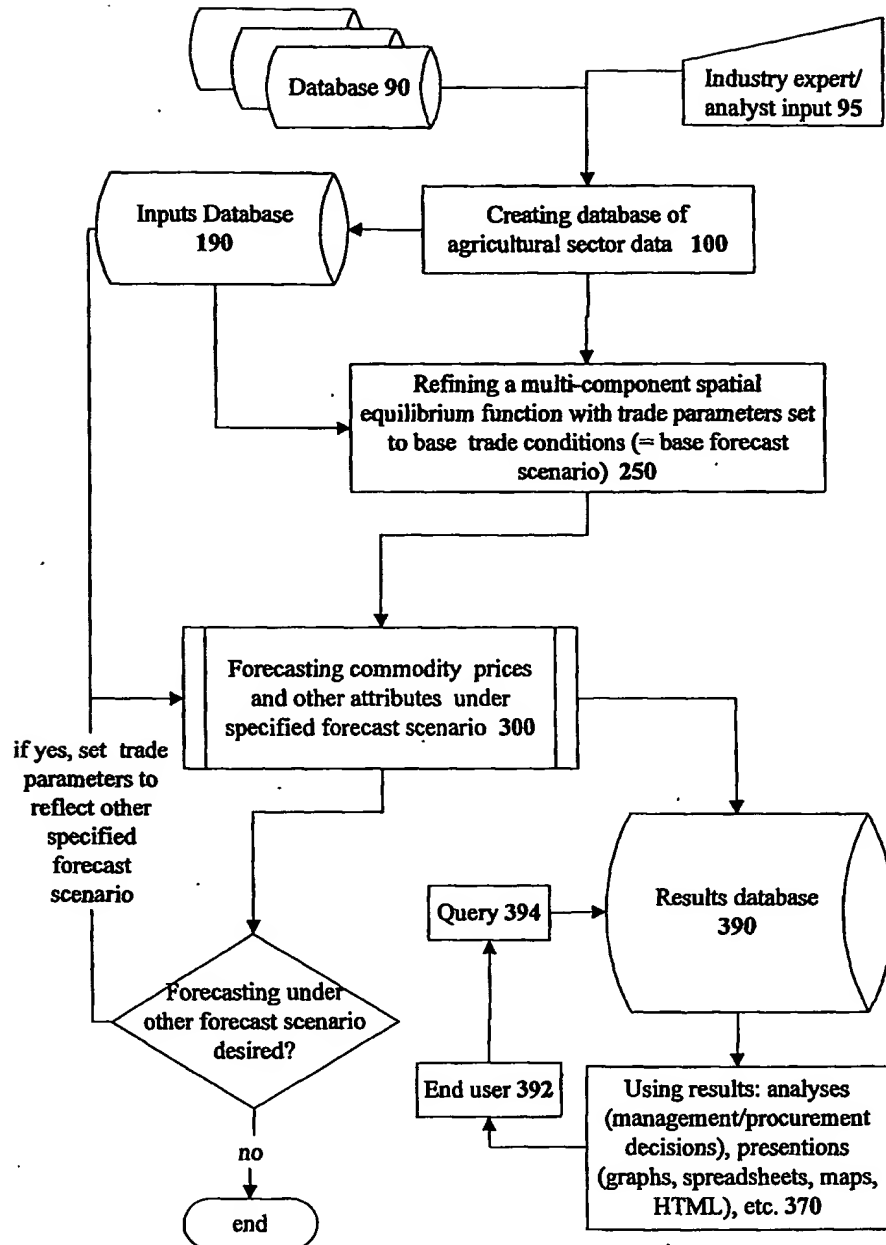 Database 90
Industry expert/
analyst input 95
Inputs Database
190
Creating database of
agricultural sector data 100
Refining a multi-component spatial
equilibrium function with trade parameters set
to base trade conditions (= base forecast
scenario) 250
Forecasting commodity prices
and other attributes under
specified forecast scenario 300
if yes, set trade
parameters to
reflect other
specified
forecast
scenario
Results database
390
Query 394
Forecasting under
other forecast scenario
desired?
End user 392
Using results: analyses
(management/procurement
decisions), presentions
(graphs, spreadsheets, maps,
HTML), etc. 370
no
end